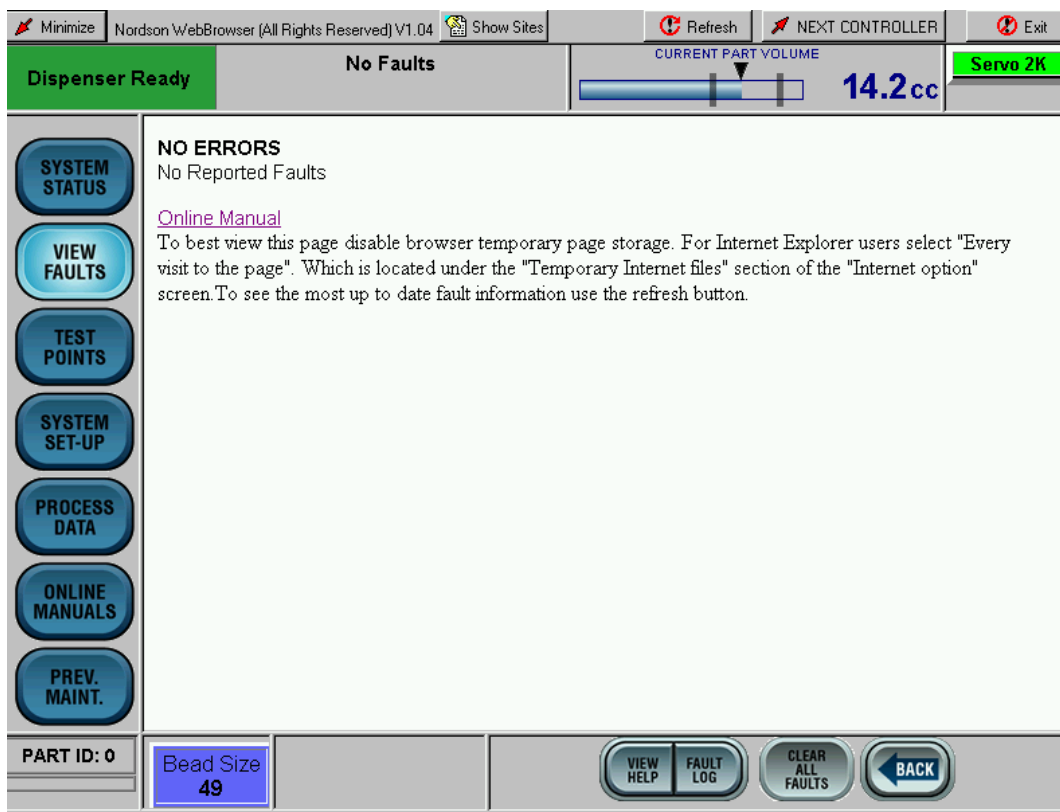 Minimize
Nordson WebBrowser (All Rights Reserved) V1.04
Show Sites
Refresh
NEXT CONTROLLER
Exit
Dispenser Ready
No Faults
CURRENT PART VOLUME
14.2 cc
Servo 2K
SYSTEM
STATUS
VIEW
FAULTS
TEST
POINTS
SYSTEM
SET-UP
PROCESS
DATA
ONLINE
MANUALS
PREV.
MAINT.
NO ERRORS
No Reported Faults
Online Manual
To best view this page disable browser temporary page storage. For Internet Explorer users select "Every
visit to the page". Which is located under the "Temporary Internet files" section of the "Internet option"
screen.To see the most up to date fault information use the refresh button.
PART ID: 0
Bead Size
49
VIEW
HELP
FAULT
LOG
CLEAR
ALL
FAULTS
BACK